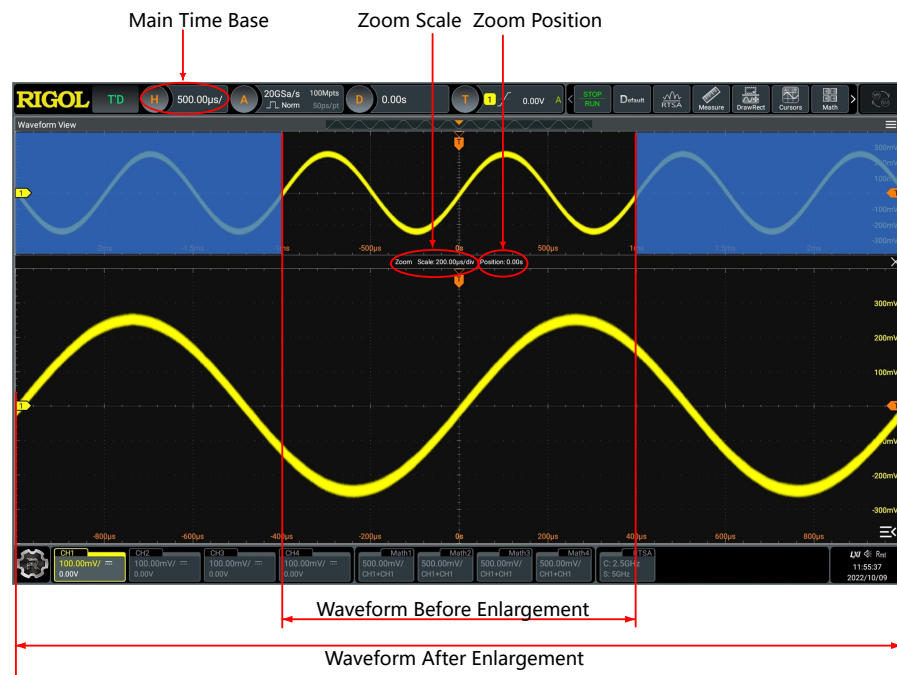 Main Time Base Zoom Scale Zoom Position
RIGOL T'D H 500.00µs/ A 20GSa/s 100Mpts D 0.00s T 1 0.00V A < STOP Default RTSA Measure DrawRect Cursors Math >
Norm 50ps/pt RUN
Waveform View
T
300mV
200mV
100mV
1
-100mV
-200mV
-300mV
-2ms -1.5ms -1ms -500µs 0s 500µs 1ms 1.5ms 2ms
Zoom Scale:200.00µs/div Position:0.00s
T
300mV
200mV
100mV
1
-200mV
-300mV
-800µs -600µs -400µs -200µs 0s 200µs 400µs 600µs 800µs
CH1 CH2 CH3 CH4 Math1 Math2 Math3 Math4 RTSA LXI Rmt
100.00mV/ 100.00mV/ 100.00mV/ 100.00mV/ 500.00mV/ 500.00mV/ 500.00mV/ 500.00mV/ C: 2.5GHz 11:55:37
0.00V 0.00V 0.00V 0.00V CH1+CH1 CH1+CH1 CH1+CH1 CH1+CH1 S: 5GHz 2022/10/09
Waveform Before Enlargement
Waveform After Enlargement